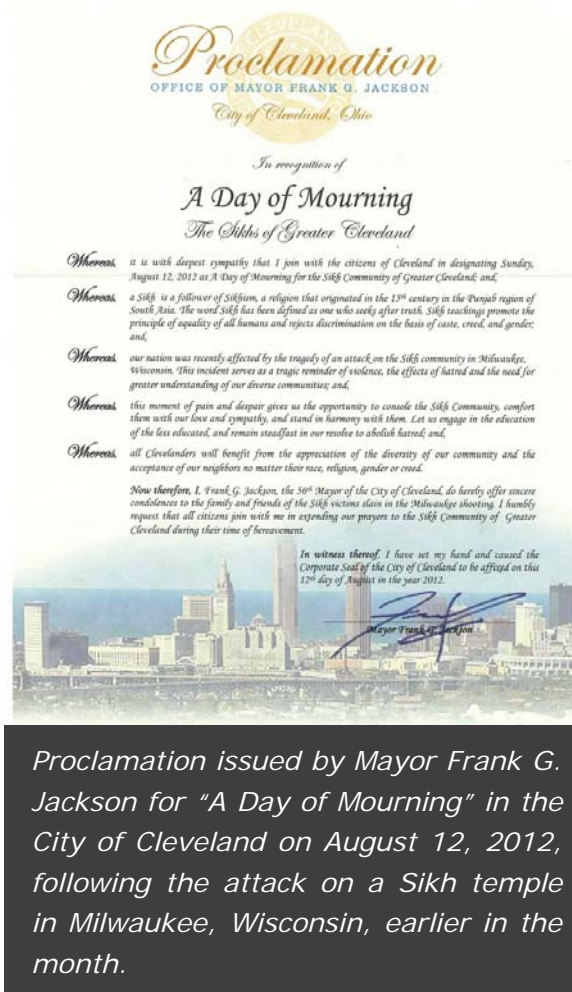 Proclamation
OFFICE OF MAYOR FRANK G. JACKSON
City of Cleveland, Ohio
In recognition of
A Day of Mourning
The Sikhs of Greater Cleveland
Whereas, it is with deepest sympathy that I join with the citizens of Cleveland in designating Sunday,
August 12, 2012 as A Day of Mourning for the Sikh Community of Greater Cleveland; and,
Whereas, a Sikh is a follower of Sikhism, a religion that originated in the 15th century in the Punjab region of
South Asia. The word Sikh has been defined as one who seeks after truth. Sikh teachings promote the
principle of equality of all humans and rejects discrimination on the basis of caste, creed, and gender;
and,
Whereas, our nation was recently affected by the tragedy of an attack on the Sikh community in Milwaukee,
Wisconsin. This incident serves as a tragic reminder of violence, the effects of hatred and the need for
greater understanding of our diverse communities; and,
Whereas, this moment of pain and despair gives us the opportunity to console the Sikh Community, comfort
them with our love and sympathy, and stand in harmony with them. Let us engage in the education
of the less educated, and remain steadfast in our resolve to abolish hatred; and,
Whereas, all Clevelanders will benefit from the appreciation of the diversity of our community and the
acceptance of our neighbors no matter their race, religion, gender or creed.
Now therefore, I, Frank G. Jackson, the 56th Mayor of the City of Cleveland, do hereby offer sincere
condolences to the family and friends of the Sikh victims slain in the Milwaukee shooting. I humbly
request that all citizens join with me in extending our prayers to the Sikh Community of Greater
Cleveland during their time of bereavement.
In witness thereof, I have set my hand and caused the
Corporate Seal of the City of Cleveland to be affixed on this
12th day of August in the year 2012.
Mayor Frank G. Jackson
Proclamation issued by Mayor Frank G.
Jackson for “A Day of Mourning” in the
City of Cleveland on August 12, 2012,
following the attack on a Sikh temple
in Milwaukee, Wisconsin, earlier in the
month.